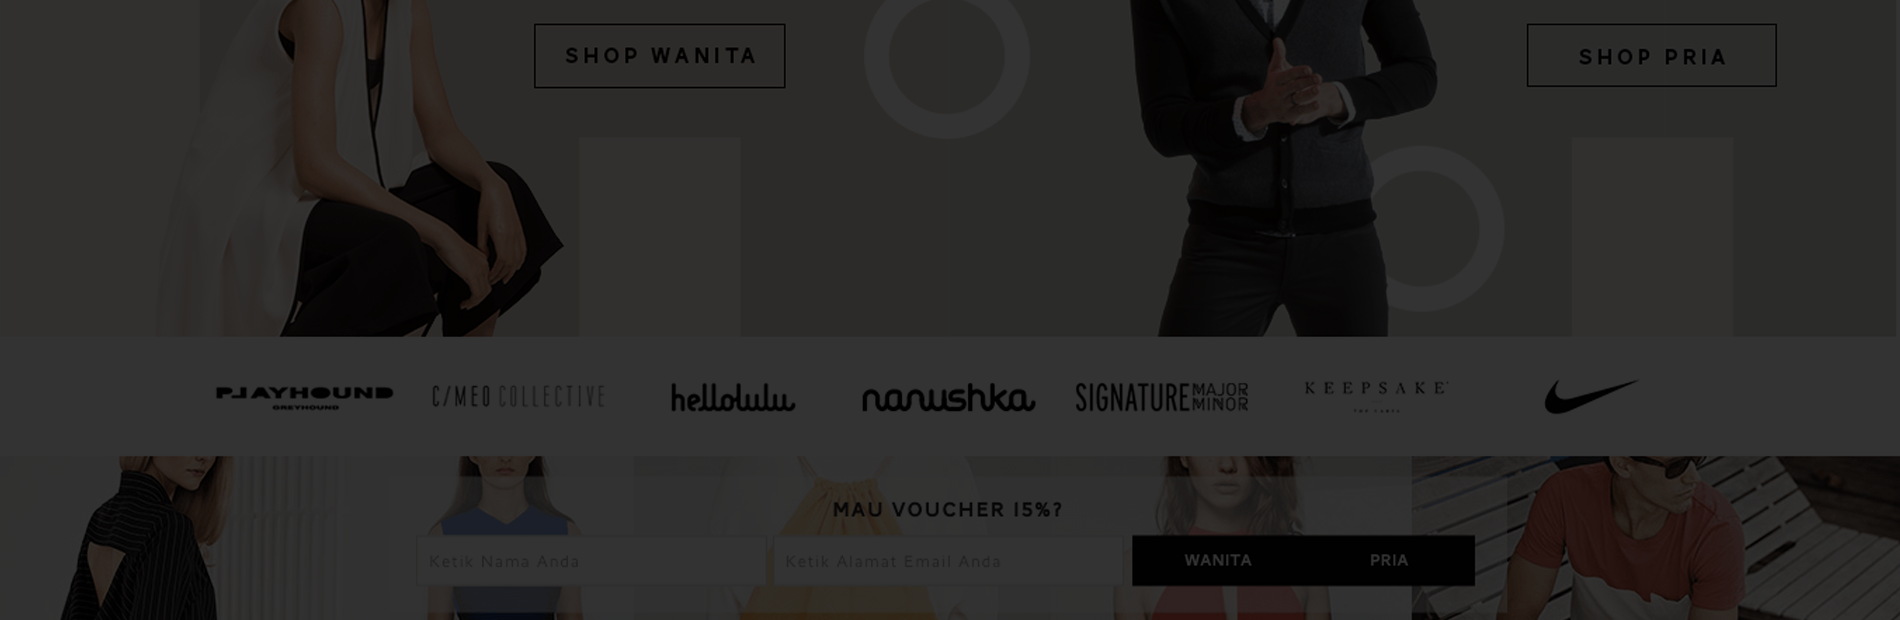 SHOP WANITA
SHOP PRIA
PLAYHOUND
GREYHOUND
C/MEO COLLECTIVE
hellolulu
nanushka
SIGNATURE MAJOR MINOR
KEEPSAKE
THE LABEL
MAU VOUCHER 15%?
Ketik Nama Anda
Ketik Alamat Email Anda
WANITA
PRIA